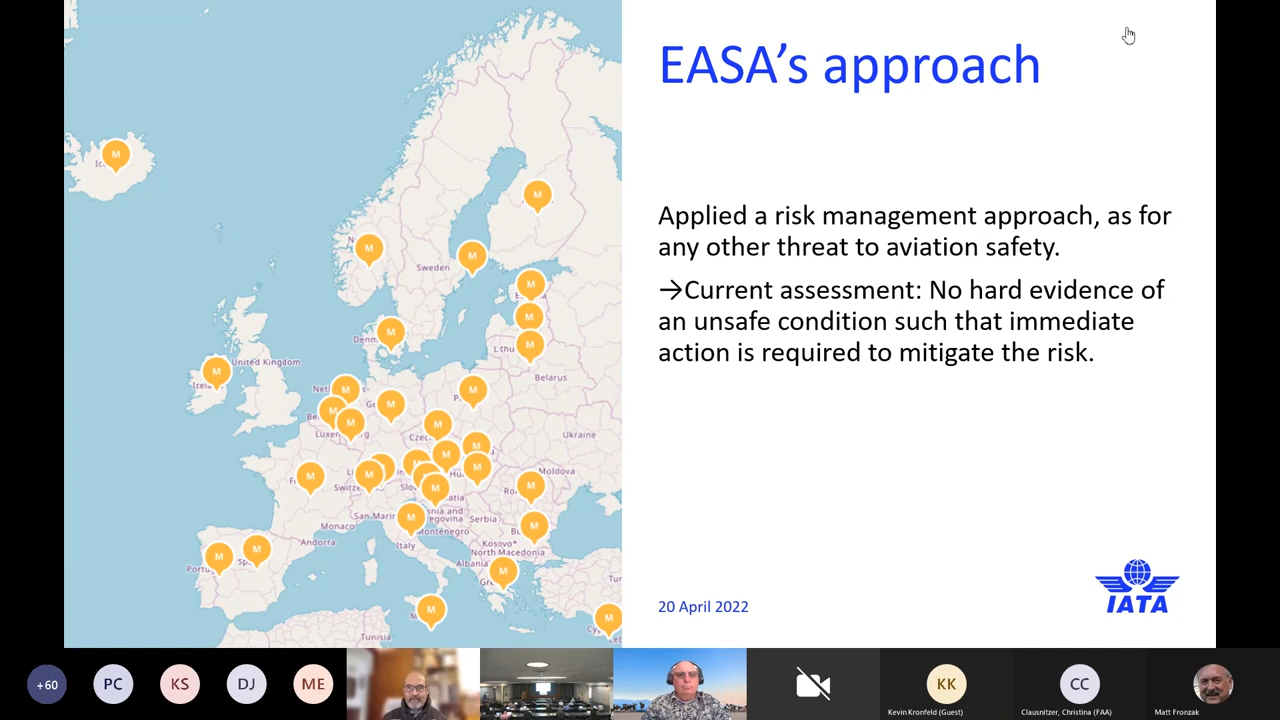 EASA's approach
Applied a risk management approach, as for
any other threat to aviation safety.
→Current assessment: No hard evidence of
an unsafe condition such that immediate
action is required to mitigate the risk.
20 April 2022
IATA
M
M
M
M
Sweden
M
M
M
M
United Kingdom
M
M
M
M
M
M
M
M
Belarus
M
M
M
Ukraine
M
M
M
M
M
M
M
M
Moldova
M
M
M
Serbia
Monaco
Montenegro
Andorra
Italy
Kosovo*
North Macedonia
Albania
M
M
M
M
M
Tunisia
+60
PC
KS
DJ
ME
KK
Kevin Kronfeld (Guest)
CC
Clausnitzer, Christina (FAA)
Matt Fronzak